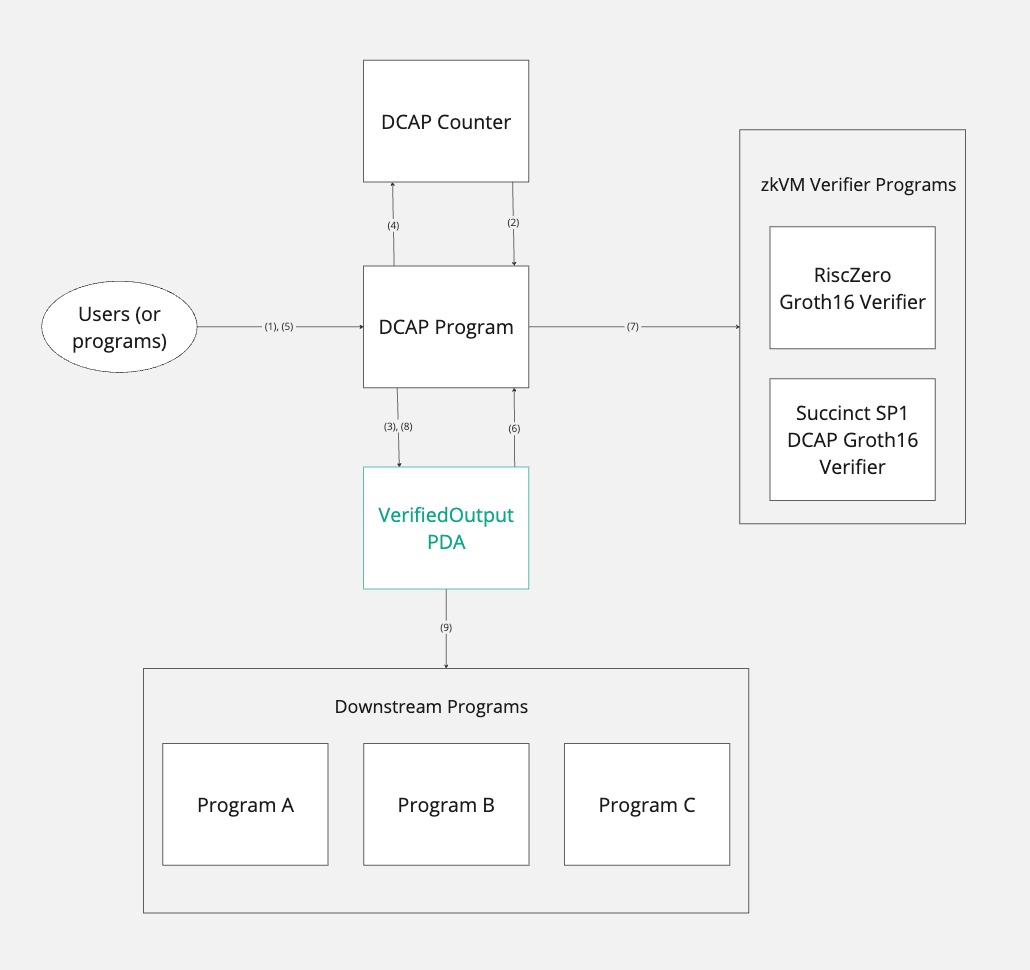 DCAP Counter
zkVM Verifier Programs
(4)
(2)
RiscZero
Groth16 Verifier
Users (or
programs)
(1), (5)
DCAP Program
(7)
Succinct SP1
DCAP Groth16
Verifier
(3), (8)
(6)
VerifiedOutput
PDA
(9)
Downstream Programs
Program A
Program B
Program C